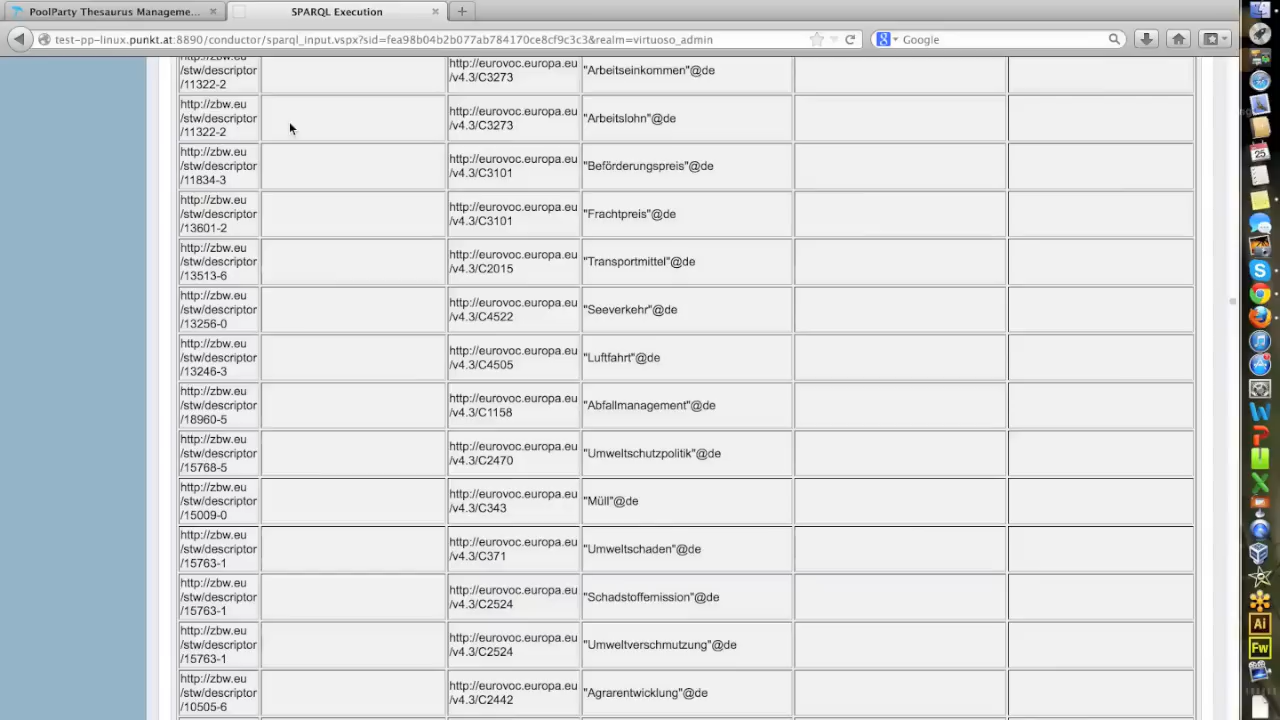 PoolParty Thesaurus Manageme...
SPARQL Execution
test-pp-linux.punkt.at:8890/conductor/sparql_input.vspx?sid=fea98b04b2b077ab784170ce8cf9c3c3&realm=virtuoso_admin
Google
http://zbw.eu
/stw/descriptor
/11322-2
http://eurovoc.europa.eu
/v4.3/C3273
"Arbeitseinkommen"@de
http://zbw.eu
/stw/descriptor
/11322-2
http://eurovoc.europa.eu
/v4.3/C3273
"Arbeitslohn"@de
http://zbw.eu
/stw/descriptor
/11834-3
http://eurovoc.europa.eu
/v4.3/C3101
"Beförderungspreis"@de
http://zbw.eu
/stw/descriptor
/13601-2
http://eurovoc.europa.eu
/v4.3/C3101
"Frachtpreis"@de
http://zbw.eu
/stw/descriptor
/13513-6
http://eurovoc.europa.eu
/v4.3/C2015
"Transportmittel"@de
http://zbw.eu
/stw/descriptor
/13256-0
http://eurovoc.europa.eu
/v4.3/C4522
"Seeverkehr"@de
http://zbw.eu
/stw/descriptor
/13246-3
http://eurovoc.europa.eu
/v4.3/C4505
"Luftfahrt"@de
http://zbw.eu
/stw/descriptor
/18960-5
http://eurovoc.europa.eu
/v4.3/C1158
"Abfallmanagement"@de
http://zbw.eu
/stw/descriptor
/15768-5
http://eurovoc.europa.eu
/v4.3/C2470
"Umweltschutzpolitik"@de
http://zbw.eu
/stw/descriptor
/15009-0
http://eurovoc.europa.eu
/v4.3/C343
"Müll"@de
http://zbw.eu
/stw/descriptor
/15763-1
http://eurovoc.europa.eu
/v4.3/C371
"Umweltschaden"@de
http://zbw.eu
/stw/descriptor
/15763-1
http://eurovoc.europa.eu
/v4.3/C2524
"Schadstoffemission"@de
http://zbw.eu
/stw/descriptor
/15763-1
http://eurovoc.europa.eu
/v4.3/C2524
"Umweltverschmutzung"@de
http://zbw.eu
/stw/descriptor
/10505-6
http://eurovoc.europa.eu
/v4.3/C2442
"Agrarentwicklung"@de
25
Ai
Fw